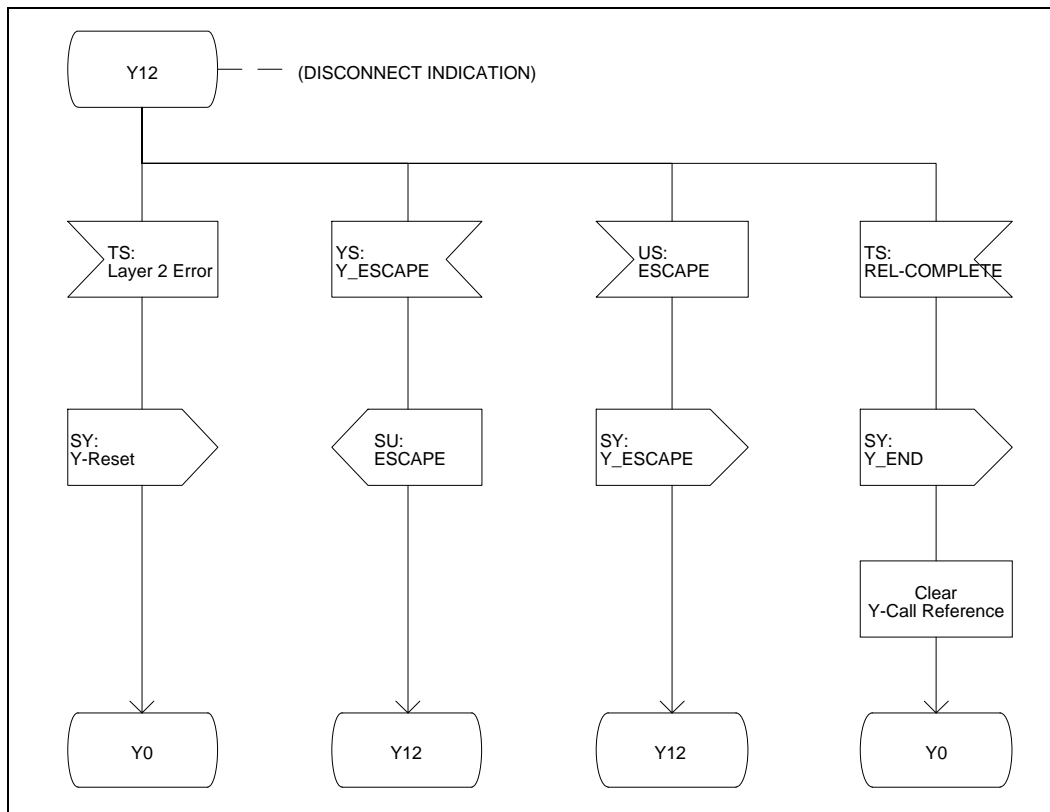 Y12
(DISCONNECT INDICATION)
TS:
Layer 2 Error
YS:
Y_ESCAPE
US:
ESCAPE
TS:
REL-COMPLETE
SY:
Y-Reset
SU:
ESCAPE
SY:
Y_ESCAPE
SY:
Y_END
Clear
Y-Call Reference
Y0
Y12
Y12
Y0